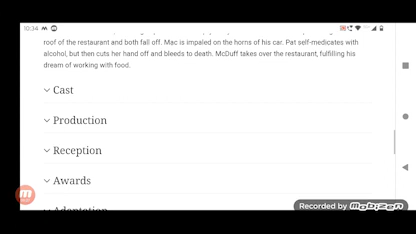 10:34
roof of the restaurant and both fall off. Mac is impaled on the horns of his car. Pat self-medicates with
alcohol, but then cuts her hand off and bleeds to death. McDuff takes over the restaurant, fulfilling his
dream of working with food.
Cast
Production
Reception
Awards
Adaptation
Recorded by Mobizen